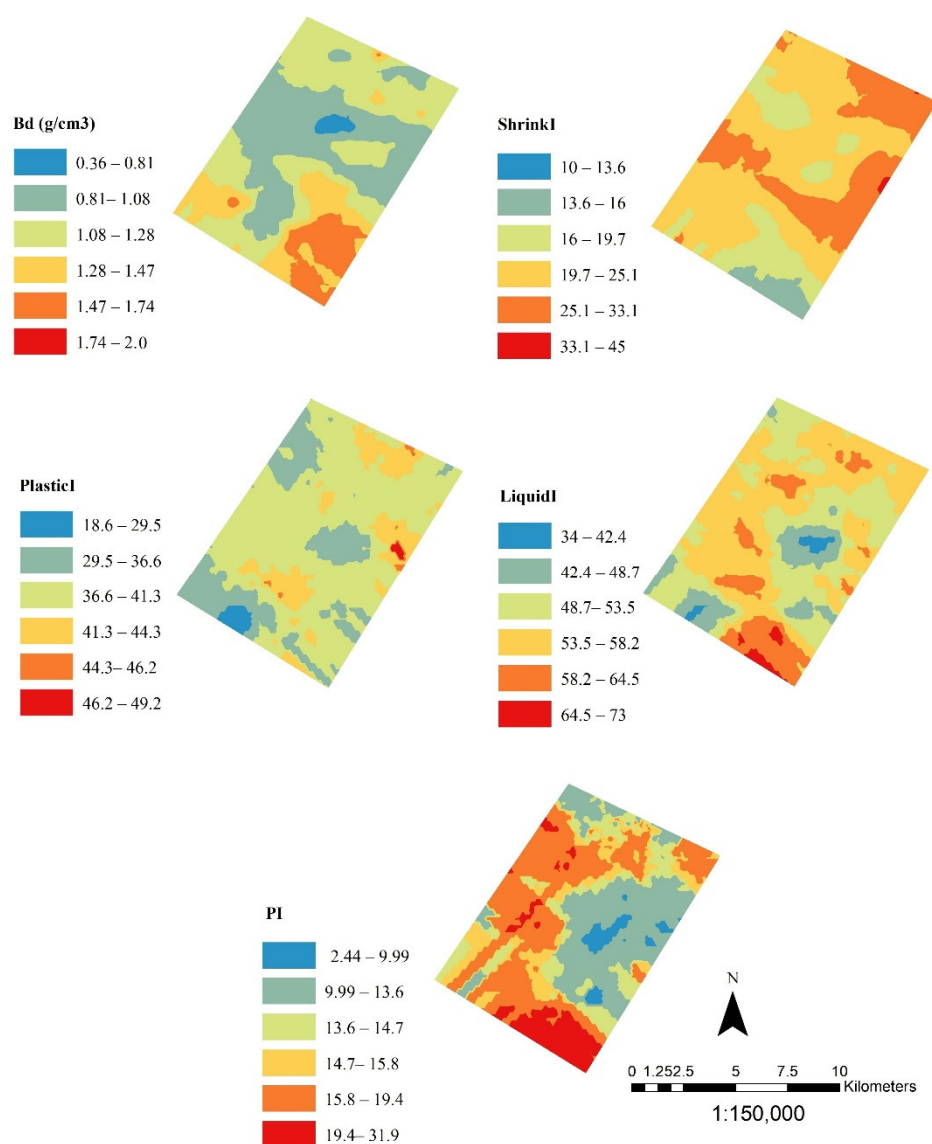 Bd (g/cm3)
0.36 – 0.81
0.81– 1.08
1.08 – 1.28
1.28 – 1.47
1.47 – 1.74
1.74 – 2.0
Shrinkl
10 – 13.6
13.6 – 16
16 – 19.7
19.7 – 25.1
25.1 – 33.1
33.1 – 45
Plasticl
18.6 – 29.5
29.5 – 36.6
36.6 – 41.3
41.3 – 44.3
44.3– 46.2
46.2 – 49.2
Liquidl
34 – 42.4
42.4 – 48.7
48.7– 53.5
53.5 – 58.2
58.2 – 64.5
64.5 – 73
PI
2.44 – 9.99
9.99 – 13.6
13.6 – 14.7
14.7– 15.8
15.8 – 19.4
19.4– 31.9
N
0 1.252.5 5 7.5 10
Kilometers
1:150,000